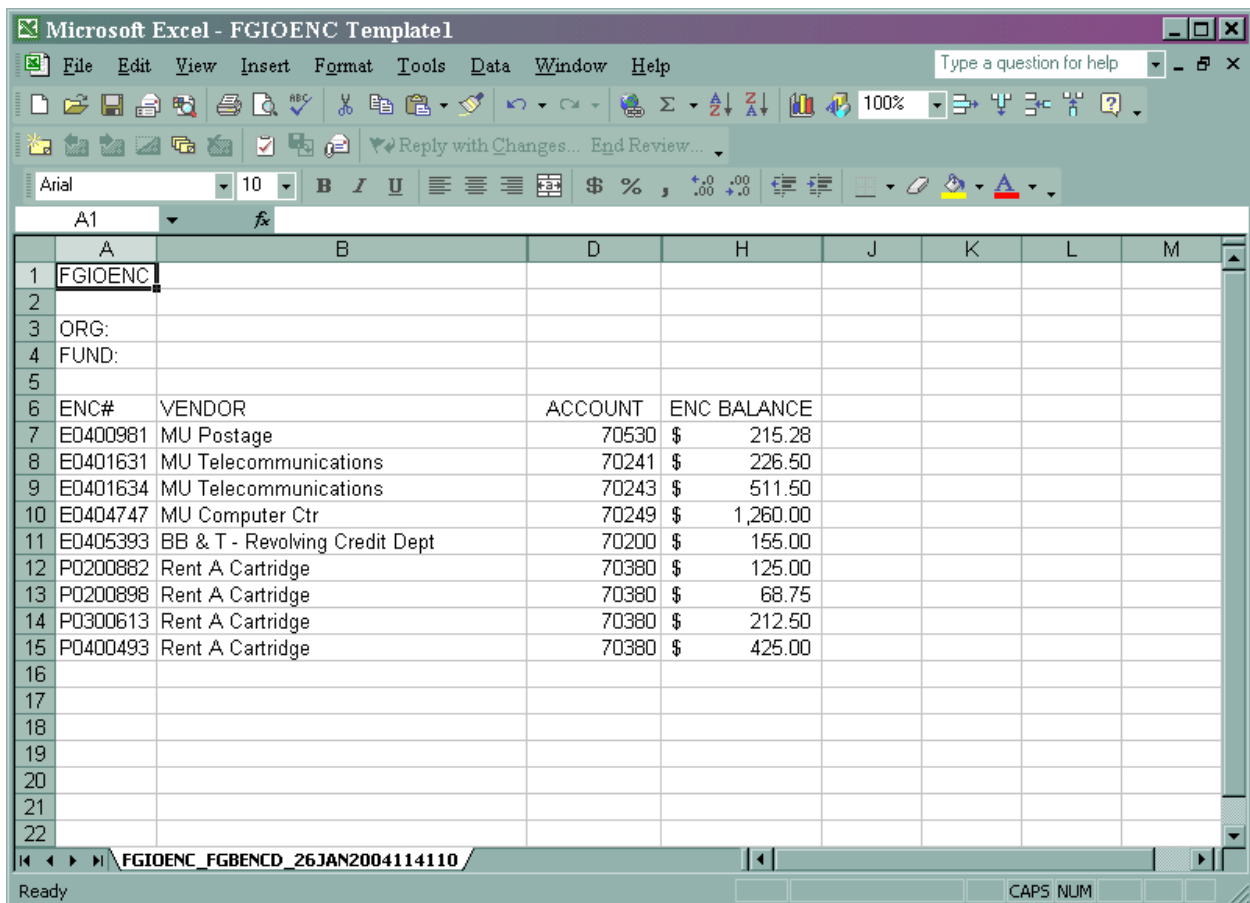 Microsoft Excel - FGIOENC Template1
File Edit View Insert Format Tools Data Window Help Type a question for help
100%
Reply with Changes... End Review...
Arial 10 B I U $ % ,
A1 fx
A B D H J K L M
1 FGIOENC
2
3 ORG:
4 FUND:
5
6 ENC# VENDOR ACCOUNT ENC BALANCE
7 E0400981 MU Postage 70530 $ 215.28
8 E0401631 MU Telecommunications 70241 $ 226.50
9 E0401634 MU Telecommunications 70243 $ 511.50
10 E0404747 MU Computer Ctr 70249 $ 1,260.00
11 E0405393 BB & T - Revolving Credit Dept 70200 $ 155.00
12 P0200882 Rent A Cartridge 70380 $ 125.00
13 P0200898 Rent A Cartridge 70380 $ 68.75
14 P0300613 Rent A Cartridge 70380 $ 212.50
15 P0400493 Rent A Cartridge 70380 $ 425.00
16
17
18
19
20
21
22
FGIOENC_FGBENCD_26JAN2004114110
Ready CAPS NUM